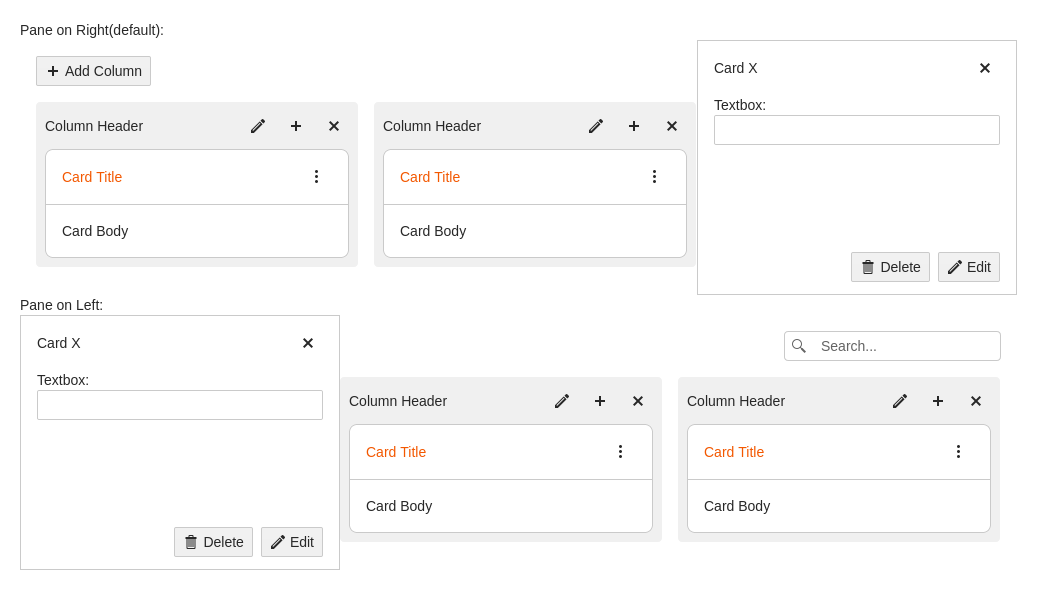 Pane on Right(default):
Add Column
Column Header
Card Title
Card Body
Column Header
Card Title
Card Body
Card X
Textbox:
Delete
Edit
Pane on Left:
Card X
Textbox:
Delete
Edit
Search...
Column Header
Card Title
Card Body
Column Header
Card Title
Card Body